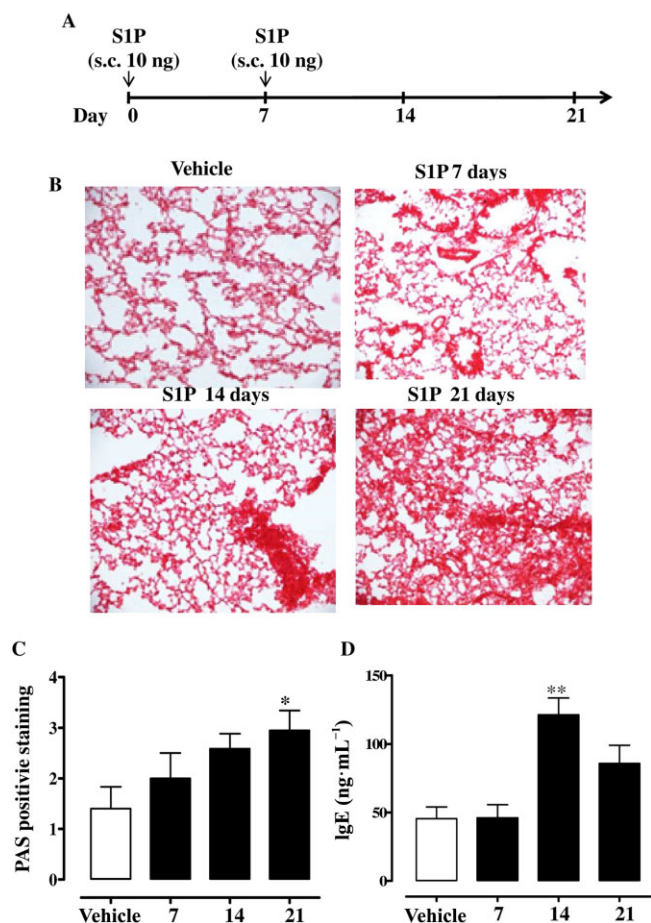 A
S1P S1P
(s.c. 10 ng) (s.c. 10 ng)
Day 0 7 14 21
B
Vehicle S1P 7 days
S1P 14 days S1P 21 days
C
PAS positivie staining
4
3
2
1
0
*
Vehicle 7 14 21
D
IgE (ng·mL⁻¹)
150
100
50
0
**
Vehicle 7 14 21